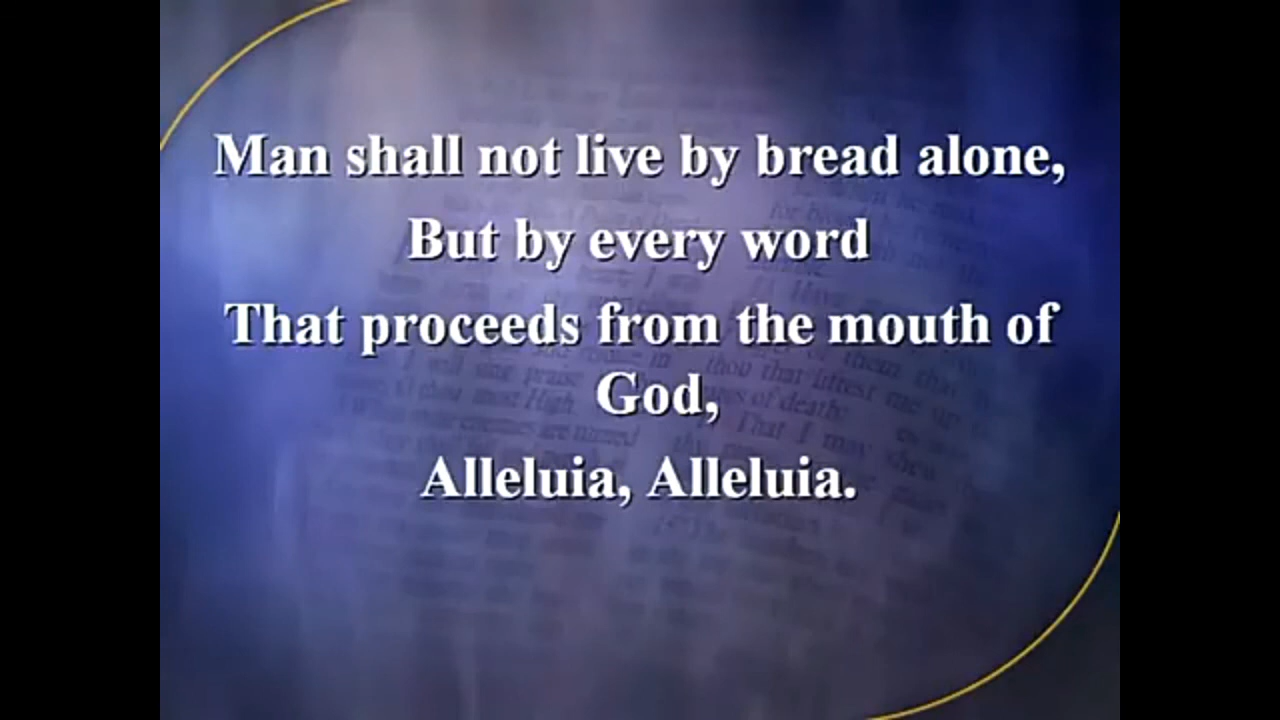 Man shall not live by bread alone,
But by every word
That proceeds from the mouth of
God,
Alleluia, Alleluia.